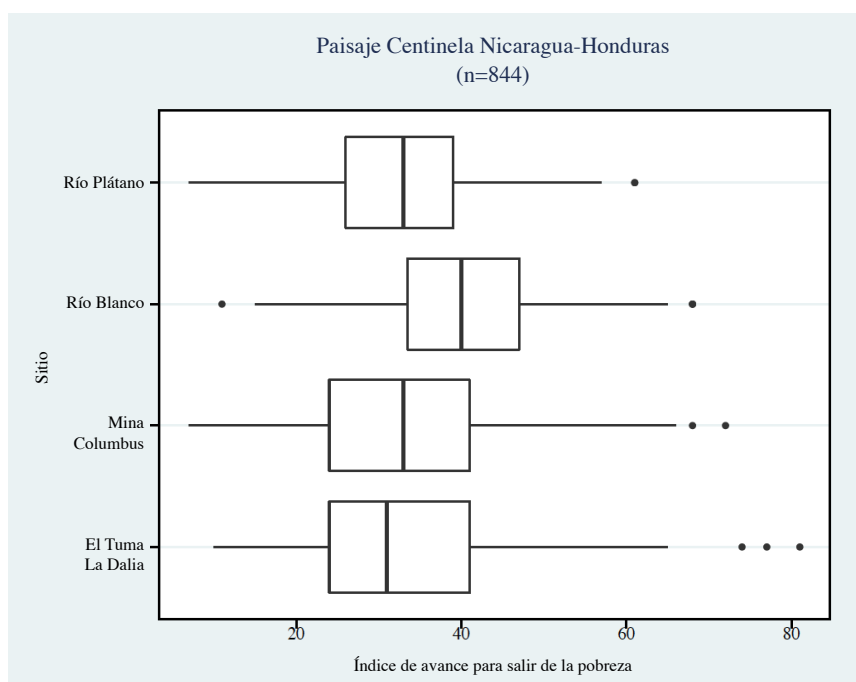 Paisaje Centinela Nicaragua-Honduras
(n=844)
Río Plátano
Río Blanco
Sitio
Mina
Columbus
El Tuma
La Dalia
20 40 60 80
Índice de avance para salir de la pobreza